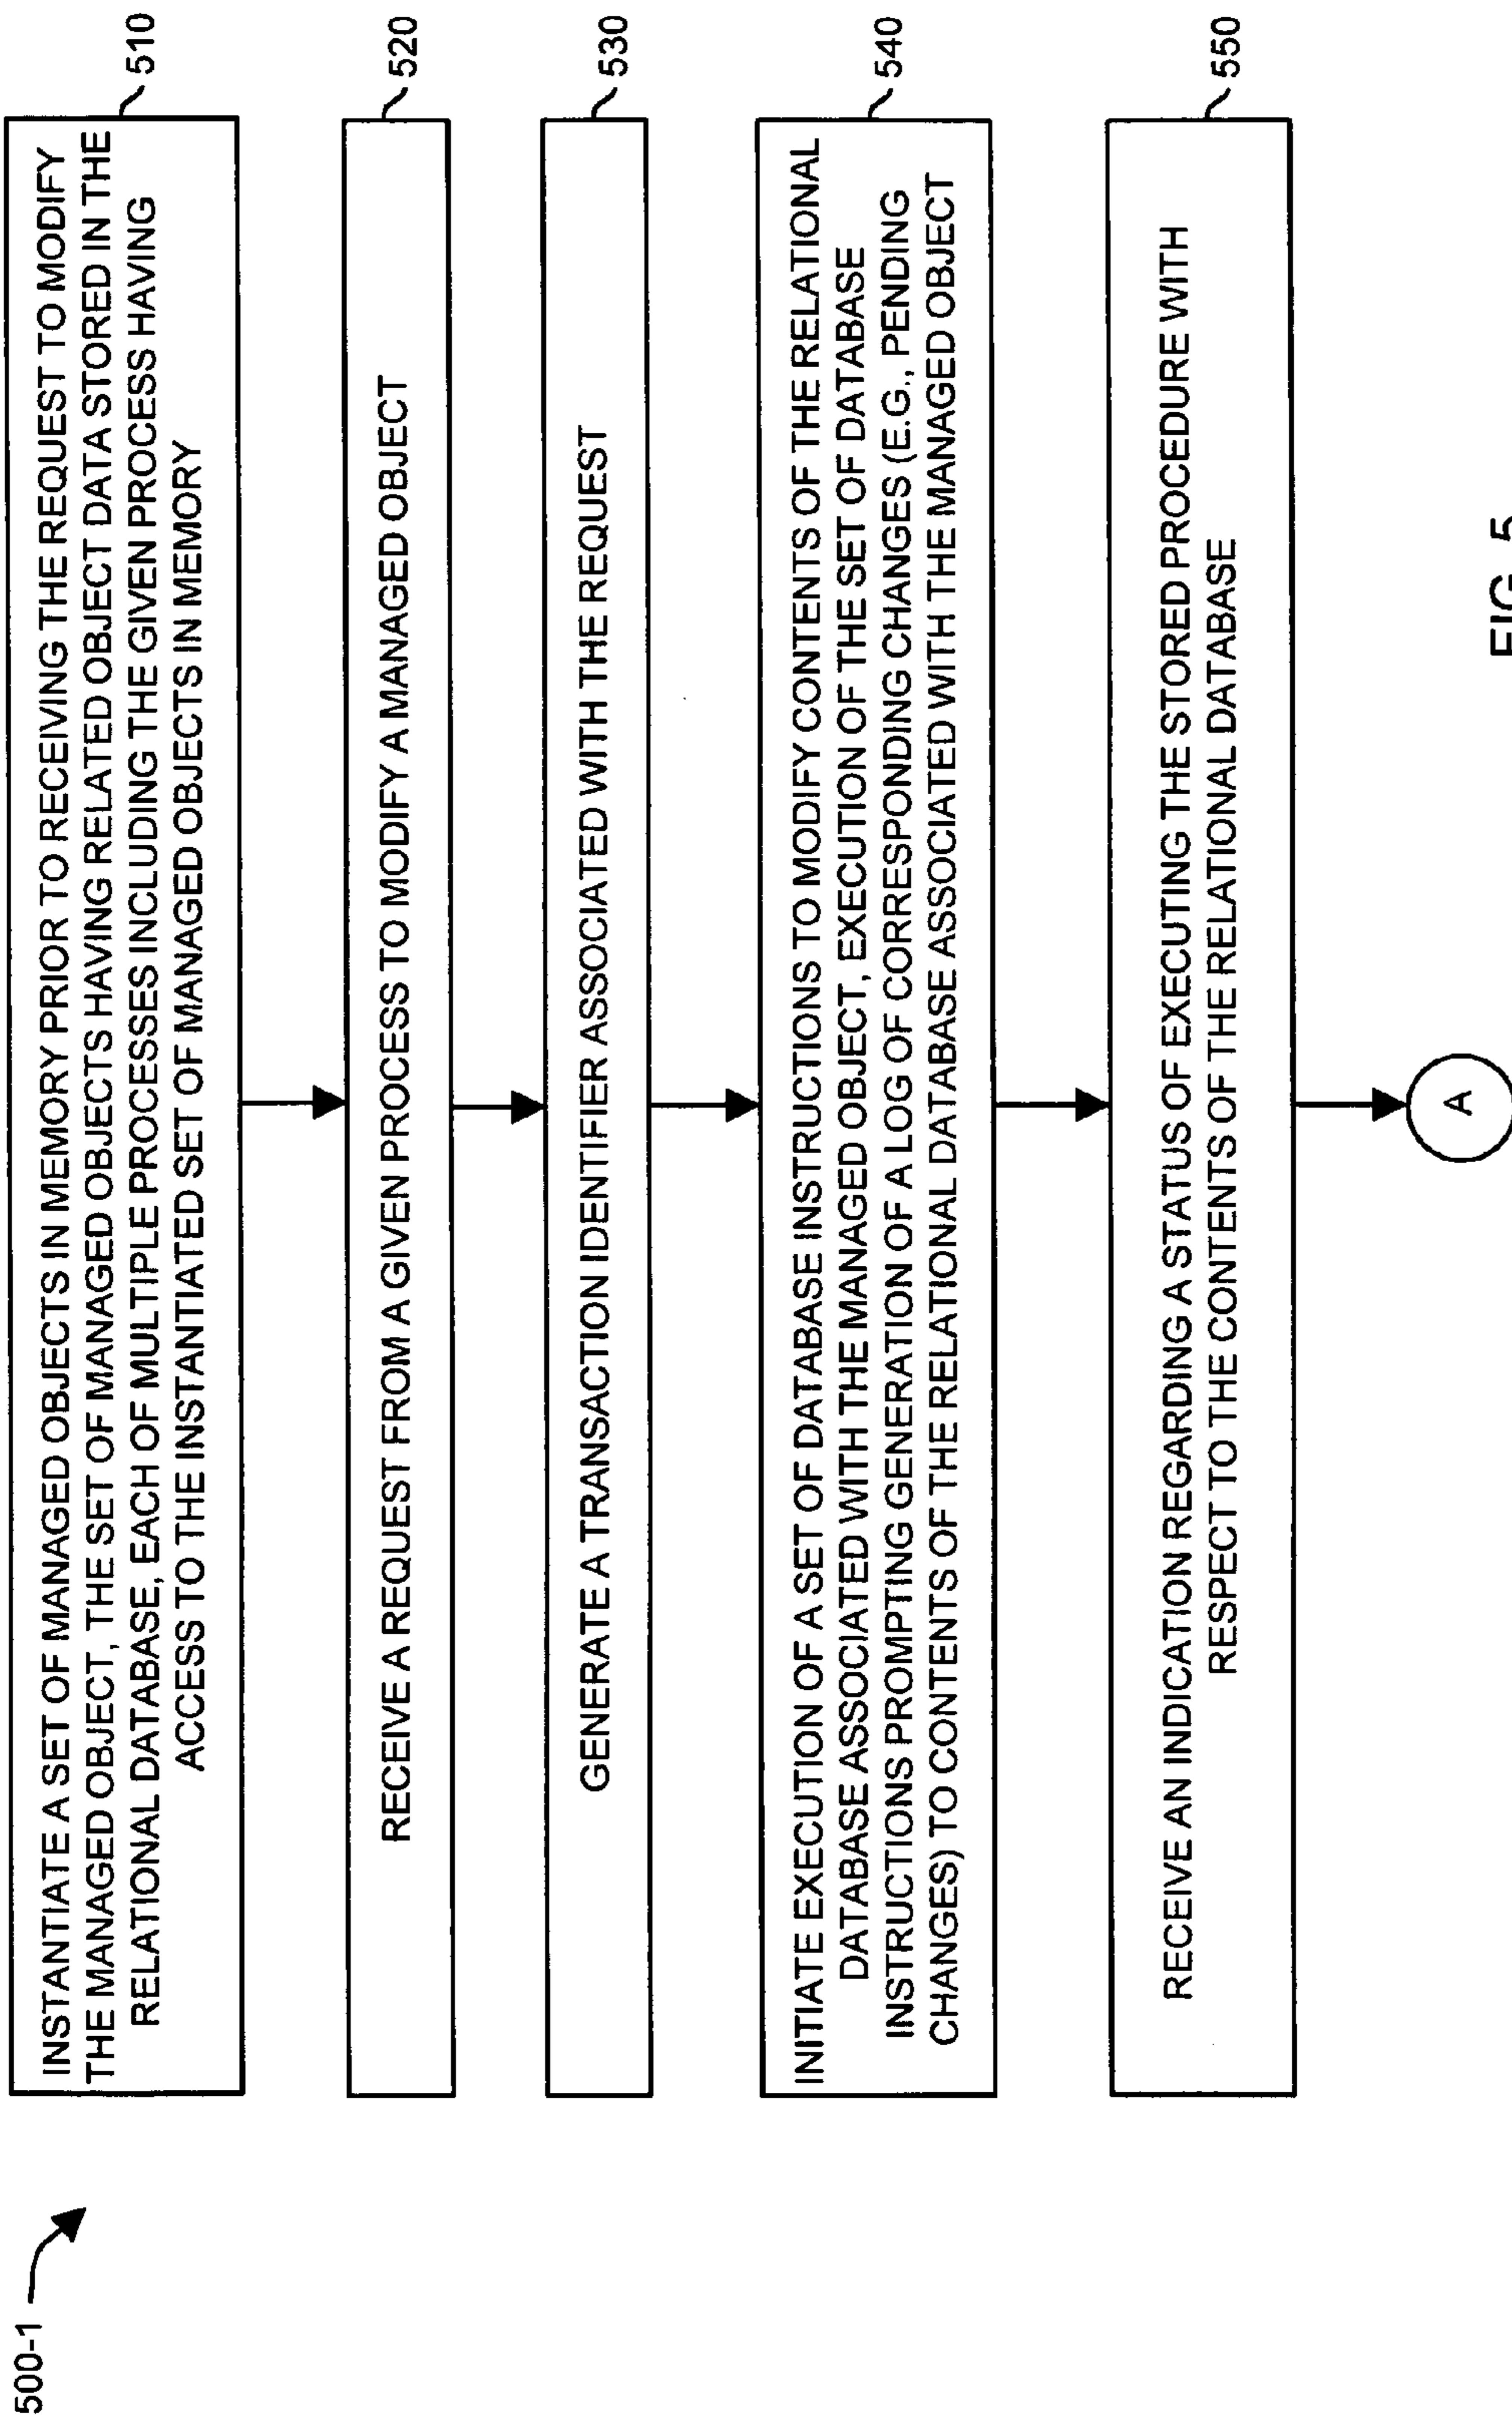 500-1
INSTANTIATE A SET OF MANAGED OBJECTS IN MEMORY PRIOR TO RECEIVING THE REQUEST TO MODIFY
THE MANAGED OBJECT, THE SET OF MANAGED OBJECTS HAVING RELATED OBJECT DATA STORED IN THE
RELATIONAL DATABASE, EACH OF MULTIPLE PROCESSES INCLUDING THE GIVEN PROCESS HAVING
ACCESS TO THE INSTANTIATED SET OF MANAGED OBJECTS IN MEMORY
510
RECEIVE A REQUEST FROM A GIVEN PROCESS TO MODIFY A MANAGED OBJECT
520
GENERATE A TRANSACTION IDENTIFIER ASSOCIATED WITH THE REQUEST
530
INITIATE EXECUTION OF A SET OF DATABASE INSTRUCTIONS TO MODIFY CONTENTS OF THE RELATIONAL
DATABASE ASSOCIATED WITH THE MANAGED OBJECT, EXECUTION OF THE SET OF DATABASE
INSTRUCTIONS PROMPTING GENERATION OF A LOG OF CORRESPONDING CHANGES (E.G., PENDING
CHANGES) TO CONTENTS OF THE RELATIONAL DATABASE ASSOCIATED WITH THE MANAGED OBJECT
540
RECEIVE AN INDICATION REGARDING A STATUS OF EXECUTING THE STORED PROCEDURE WITH
RESPECT TO THE CONTENTS OF THE RELATIONAL DATABASE
550
A
FIG. 5